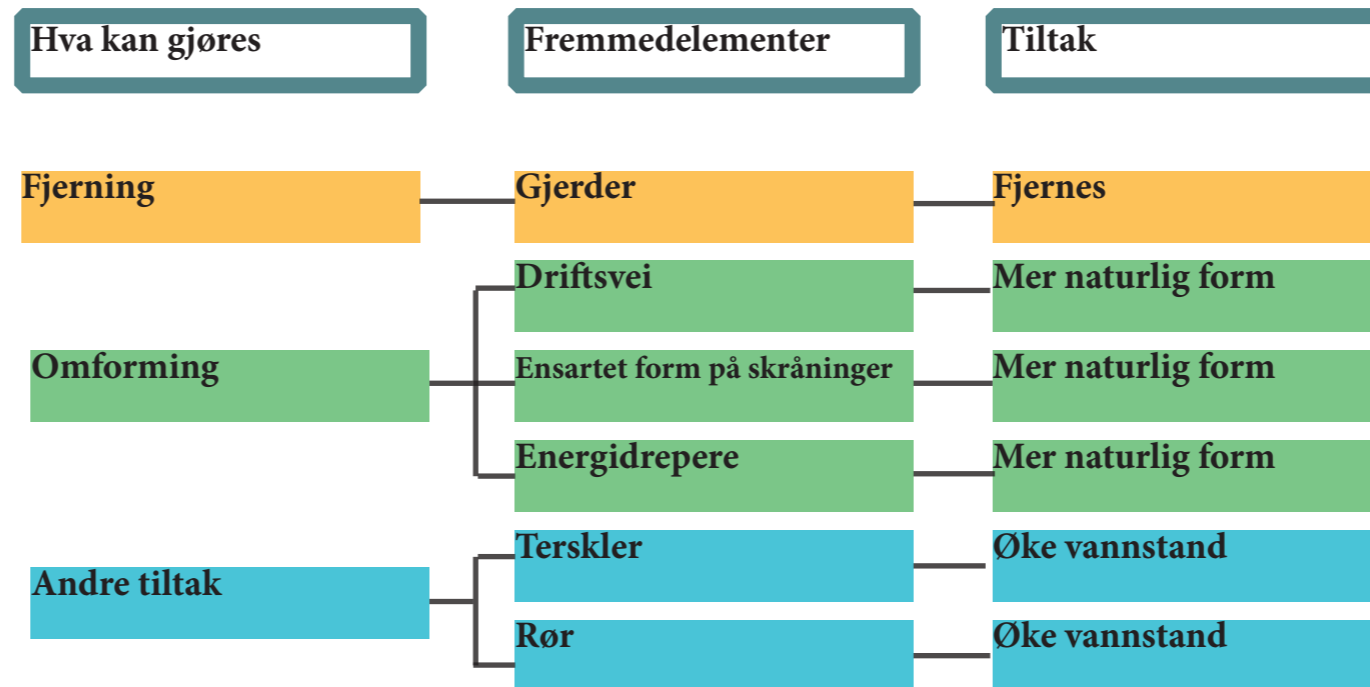 Hva kan gjøres
Fremmedelementer
Tiltak
Fjerning
Gjerder
Fjernes
Omforming
Driftsvei
Mer naturlig form
Ensartet form på skråninger
Mer naturlig form
Energidrepere
Mer naturlig form
Andre tiltak
Terskler
Øke vannstand
Rør
Øke vannstand